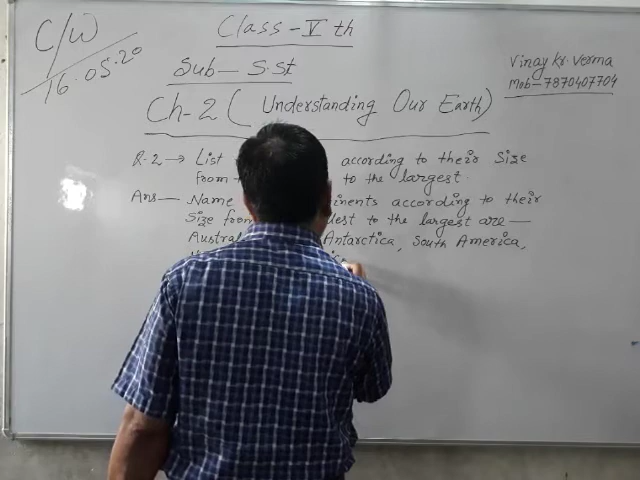 C/W
16.05.20
Class-V th
Sub- S.St
Vinay Kr. Verma
Mob-7870407704
Ch-2 ( Understanding Our Earth)
Q-2 → List according to their Size
from to the largest.
Ans— Name according to their
Size from to the largest are —
Antarctica, South America,